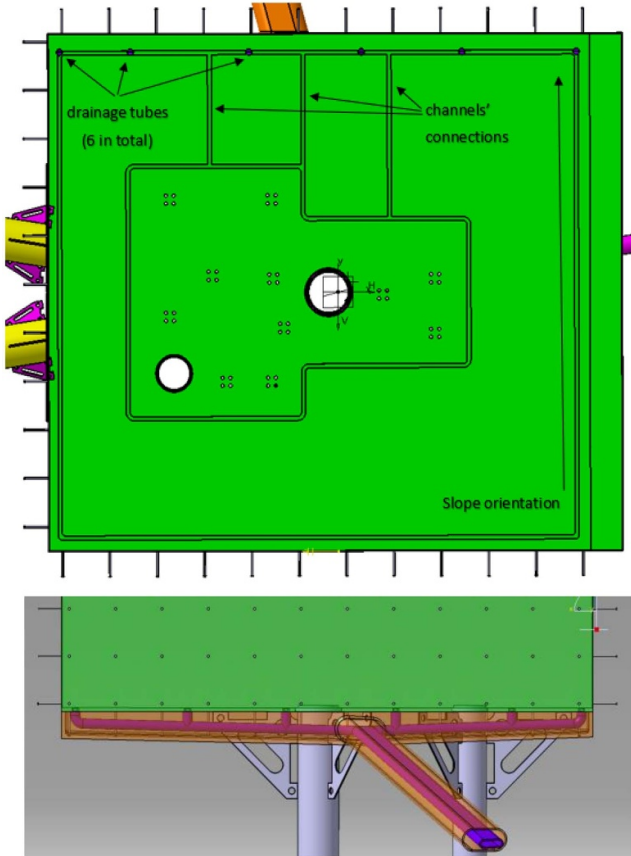 drainage tubes
(6 in total)
channels'
connections
Slope orientation